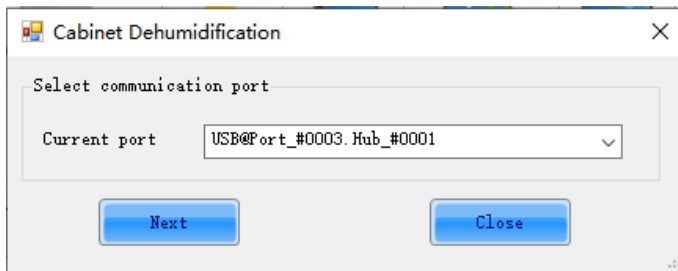 Cabinet Dehumidification
Select communication port
Current port USB@Port_#0003.Hub_#0001
Next Close